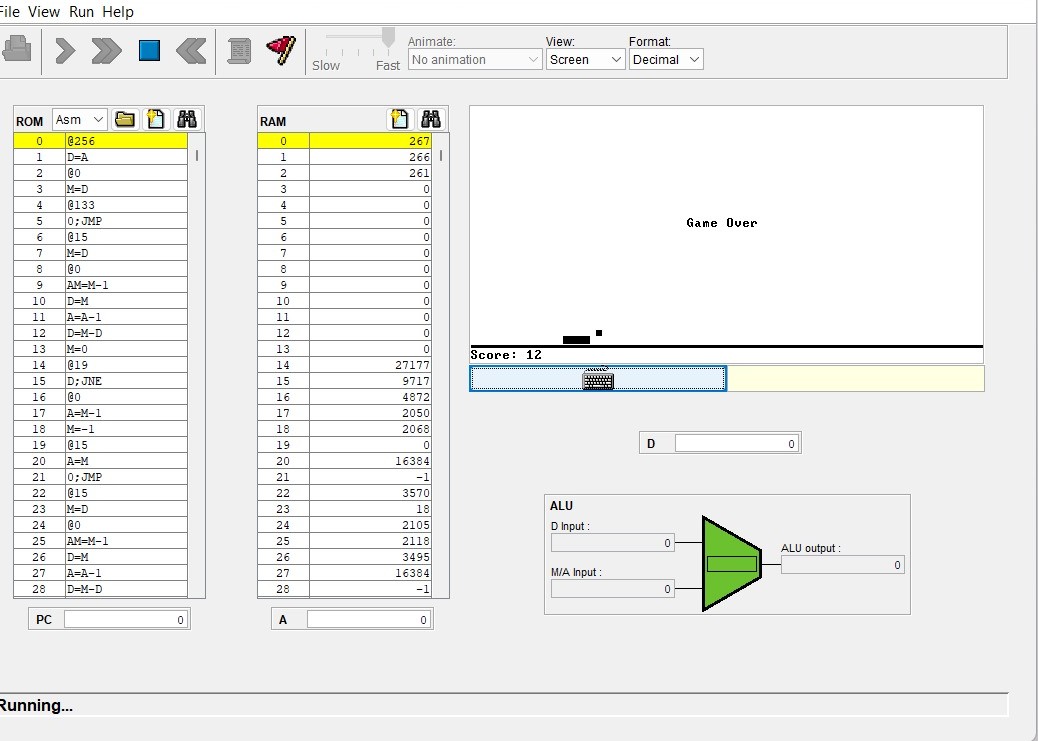 File View Run Help
Slow Fast
Animate:
No animation
View:
Screen
Format:
Decimal
ROM Asm
0 @256
1 D=A
2 @0
3 M=D
4 @133
5 0;JMP
6 @15
7 M=D
8 @0
9 AM=M-1
10 D=M
11 A=A-1
12 D=M-D
13 M=0
14 @19
15 D;JNE
16 @0
17 A=M-1
18 M=-1
19 @15
20 A=M
21 0;JMP
22 @15
23 M=D
24 @0
25 AM=M-1
26 D=M
27 A=A-1
28 D=M-D
PC 0
RAM
0 267
1 266
2 261
3 0
4 0
5 0
6 0
7 0
8 0
9 0
10 0
11 0
12 0
13 0
14 27177
15 9717
16 4872
17 2050
18 2068
19 0
20 16384
21 -1
22 3570
23 18
24 2105
25 2118
26 3495
27 16384
28 -1
A 0
Game Over
Score: 12
D 0
ALU
D Input :
0
M/A Input :
0
ALU output :
0
Running...